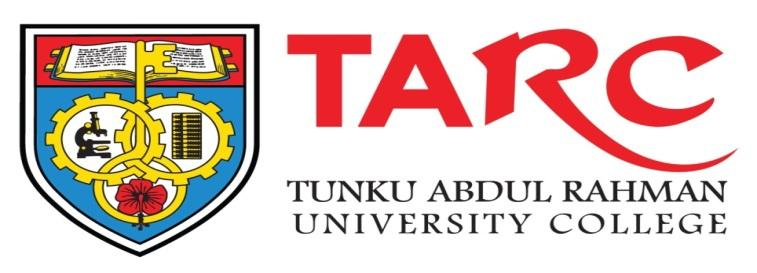 TARC
TUNKU ABDUL RAHMAN
UNIVERSITY COLLEGE